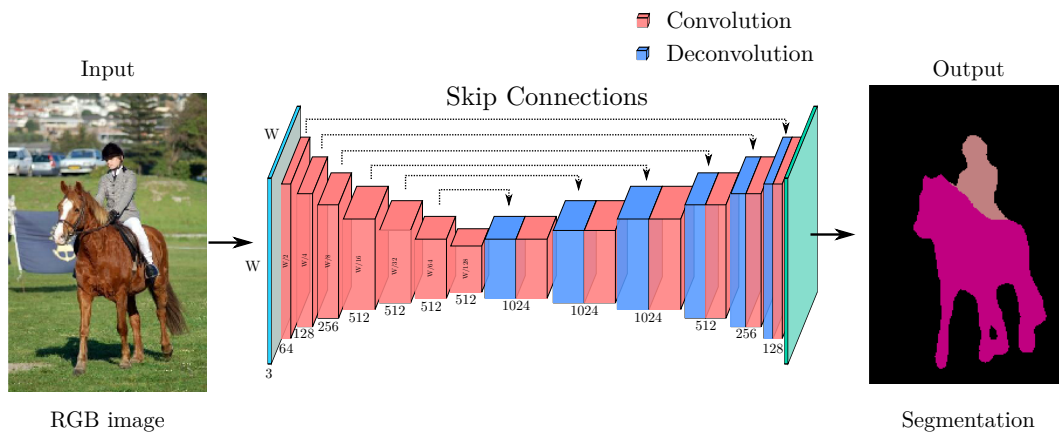 Convolution
Deconvolution
Input
Output
Skip Connections
W
W
W/2
W/4
W/8
W/16
W/32
W/64
W/128
3
64
128
256
512
512
512
512
1024
1024
1024
512
256
128
RGB image
Segmentation